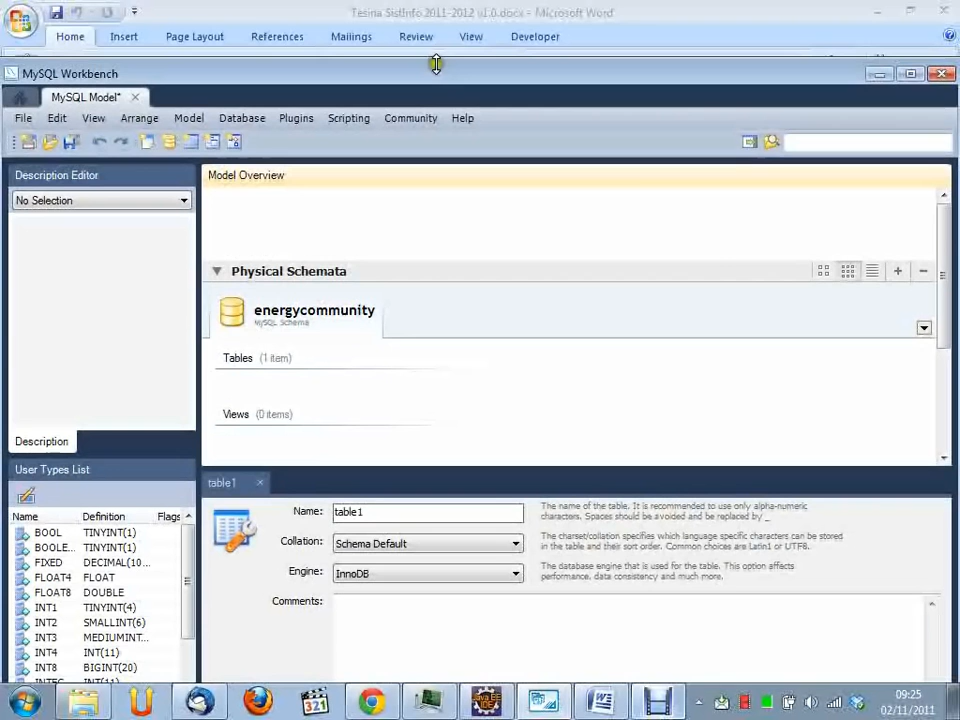 Tesina SistInfo 2011-2012 v1.0.docx - Microsoft Word
Home Insert Page Layout References Mailings Review View Developer
MySQL Workbench
MySQL Model*
File Edit View Arrange Model Database Plugins Scripting Community Help
Description Editor
No Selection
Model Overview
Physical Schemata
energycommunity
MySQL Schema
Tables (1 item)
Views (0 items)
Description
User Types List
Name Definition Flags
BOOL TINYINT(1)
BOOLE... TINYINT(1)
FIXED DECIMAL(10...
FLOAT4 FLOAT
FLOAT8 DOUBLE
INT1 TINYINT(4)
INT2 SMALLINT(6)
INT3 MEDIUMINT...
INT4 INT(11)
INT8 BIGINT(20)
table1
Name: table1
The name of the table. It is recommended to use only alpha-numeric
characters. Spaces should be avoided and be replaced by _
Collation: Schema Default
The charset/collation specifies which language specific characters can be stored
in the table and their sort order. Common choices are Latin1 or UTF8.
Engine: InnoDB
The database engine that is used for the table. This option affects
performance, data consistency and much more.
Comments:
321
Java EE
IDE
09:25
02/11/2011